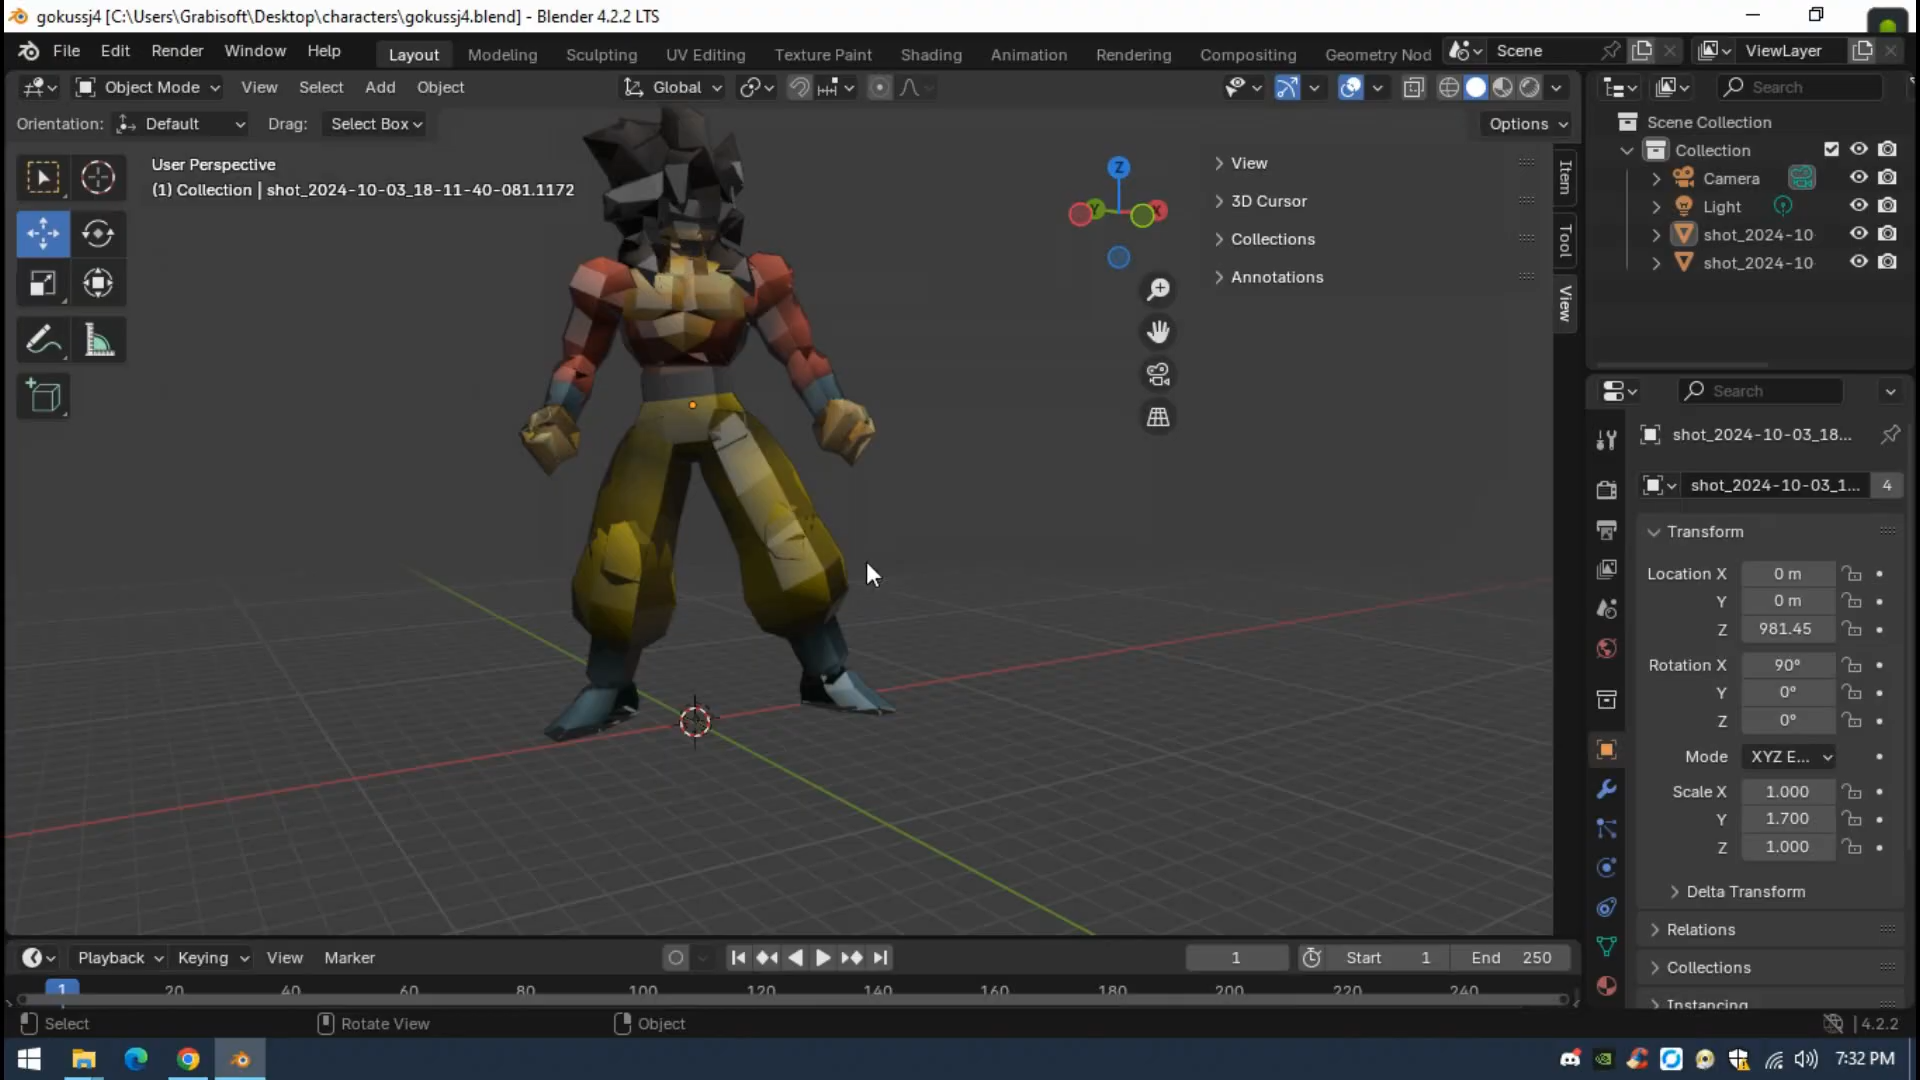 gokussj4 [C:\Users\Grabisoft\Desktop\characters\gokussj4.blend] - Blender 4.2.2 LTS
File Edit Render Window Help Layout Modeling Sculpting UV Editing Texture Paint Shading Animation Rendering Compositing Geometry Nod Scene ViewLayer
Object Mode View Select Add Object Global Search
Orientation: Default Drag: Select Box Options
Scene Collection
Collection
Camera
Light
shot_2024-10
shot_2024-10
User Perspective
(1) Collection | shot_2024-10-03_18-11-40-081.1172
Z
Y X
View
3D Cursor
Collections
Annotations
Item
Tool
View
Search
shot_2024-10-03_18...
shot_2024-10-03_1... 4
Transform
Location X 0 m
Y 0 m
Z 981.45
Rotation X 90°
Y 0°
Z 0°
Mode XYZ E...
Scale X 1.000
Y 1.700
Z 1.000
Delta Transform
Relations
Collections
Instancing
Playback Keying View Marker 1 Start 1 End 250
1 20 40 60 80 100 120 140 160 180 200 220 240
Select Rotate View Object 4.2.2
7:32 PM